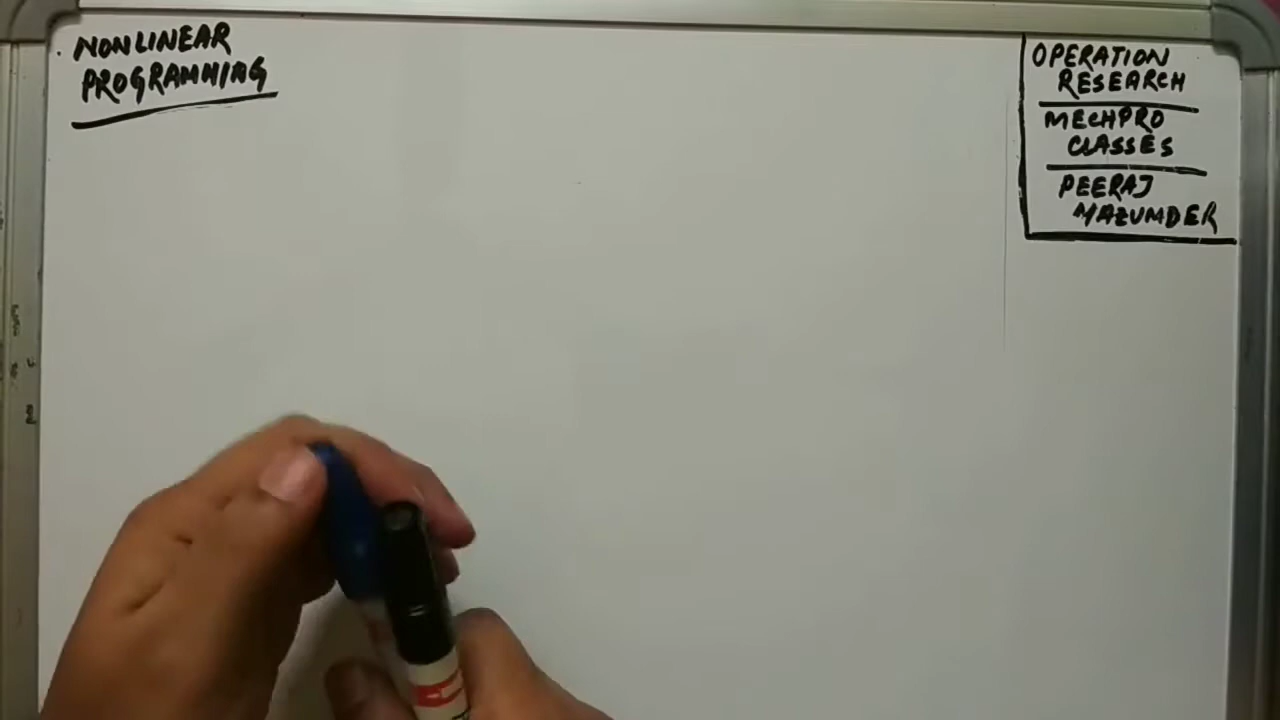 NONLINEAR
PROGRAMMING
OPERATION
RESEARCH
MECHPRO
CLASSES
PEERAJ
MAZUMDER